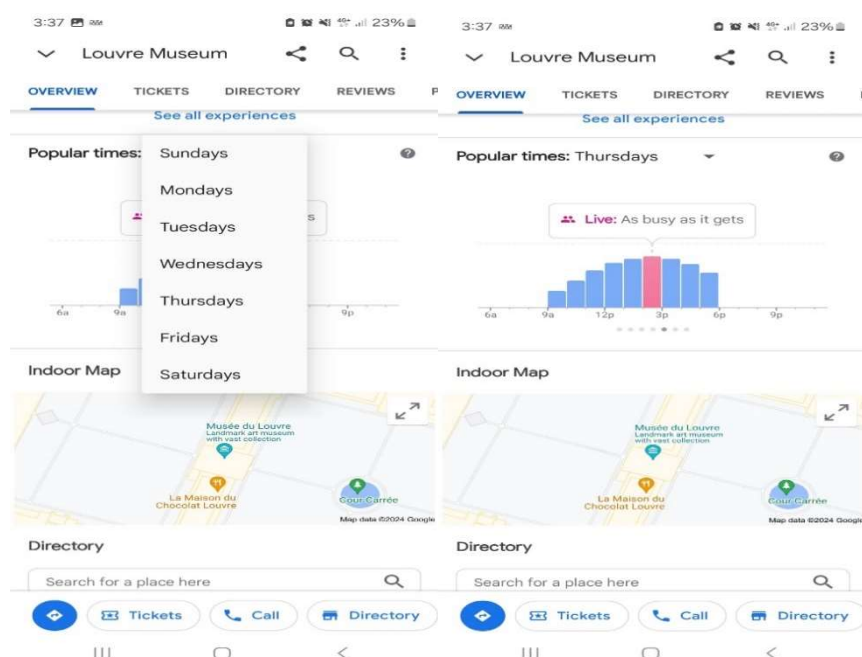 3:37 23%
Louvre Museum
OVERVIEW TICKETS DIRECTORY REVIEWS P
See all experiences
Popular times:
Sundays
Mondays
Tuesdays
Wednesdays
Thursdays
Fridays
Saturdays
s
6a 9a 9p
Indoor Map
Musée du Louvre
Landmark art museum
with vast collection
La Maison du
Chocolat Louvre
Cour Carrée
Map data ©2024 Google
Directory
Search for a place here
Tickets Call Directory
3:37 23%
Louvre Museum
OVERVIEW TICKETS DIRECTORY REVIEWS
See all experiences
Popular times: Thursdays
Live: As busy as it gets
6a 9a 12p 3p 6p 9p
Indoor Map
Musée du Louvre
Landmark art museum
with vast collection
La Maison du
Chocolat Louvre
Cour Carrée
Map data ©2024 Google
Directory
Search for a place here
Tickets Call Directory